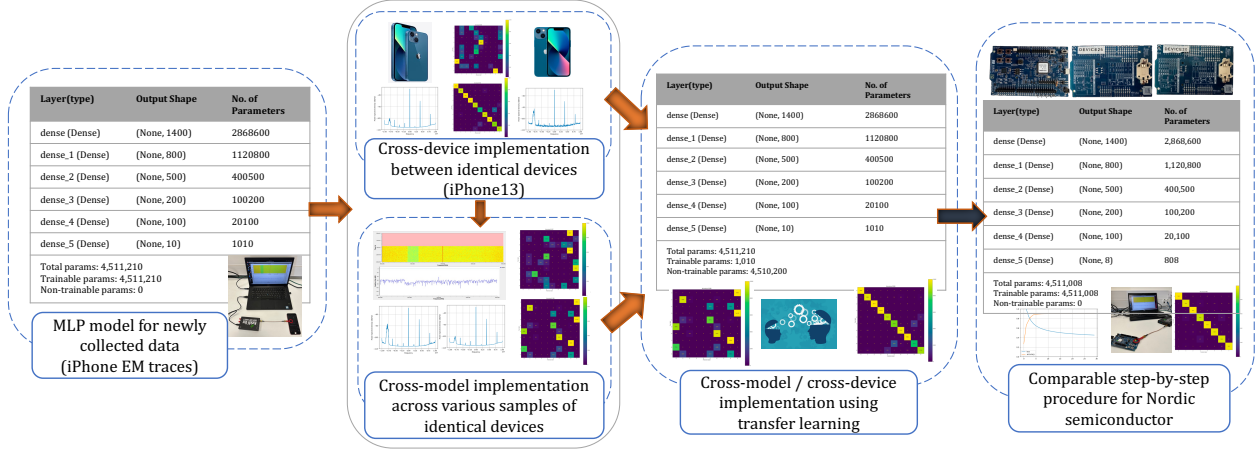 Layer(type) Output Shape No. of Parameters
dense (Dense) (None, 1400) 2868600
dense_1 (Dense) (None, 800) 1120800
dense_2 (Dense) (None, 500) 400500
dense_3 (Dense) (None, 200) 100200
dense_4 (Dense) (None, 100) 20100
dense_5 (Dense) (None, 10) 1010
Total params: 4,511,210
Trainable params: 4,511,210
Non-trainable params: 0
MLP model for newly
collected data
(iPhone EM traces)
Cross-device implementation
between identical devices
(iPhone13)
Cross-model implementation
across various samples of
identical devices
Layer(type) Output Shape No. of
Parameters
dense (Dense) (None, 1400) 2868600
dense_1 (Dense) (None, 800) 1120800
dense_2 (Dense) (None, 500) 400500
dense_3 (Dense) (None, 200) 100200
dense_4 (Dense) (None, 100) 20100
dense_5 (Dense) (None, 10) 1010
Total params: 4,511,210
Trainable params: 1,010
Non-trainable params: 4,510,200
Cross-model / cross-device
implementation using
transfer learning
Layer(type) Output Shape No. of
Parameters
dense (Dense) (None, 1400) 2,868,600
dense_1 (Dense) (None, 800) 1,120,800
dense_2 (Dense) (None, 500) 400,500
dense_3 (Dense) (None, 200) 100,200
dense_4 (Dense) (None, 100) 20,100
dense_5 (Dense) (None, 8) 808
Total params: 4,511,008
Trainable params: 4,511,008
Non-trainable params: 0
Comparable step-by-step
procedure for Nordic
semiconductor